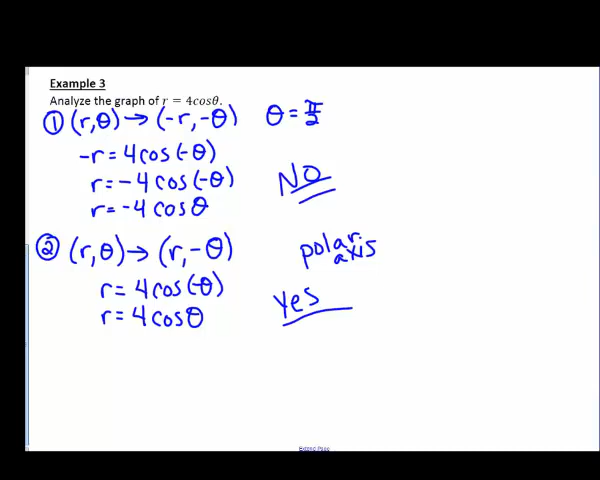 Example 3
Analyze the graph of r = 4cosθ.
① (r,θ) → (-r,-θ) θ = π/2
-r = 4cos(-θ)
r = -4cos(-θ) NO
r = -4cosθ
② (r,θ) → (r,-θ) polar axis
r = 4cos(-θ) yes
r = 4cosθ